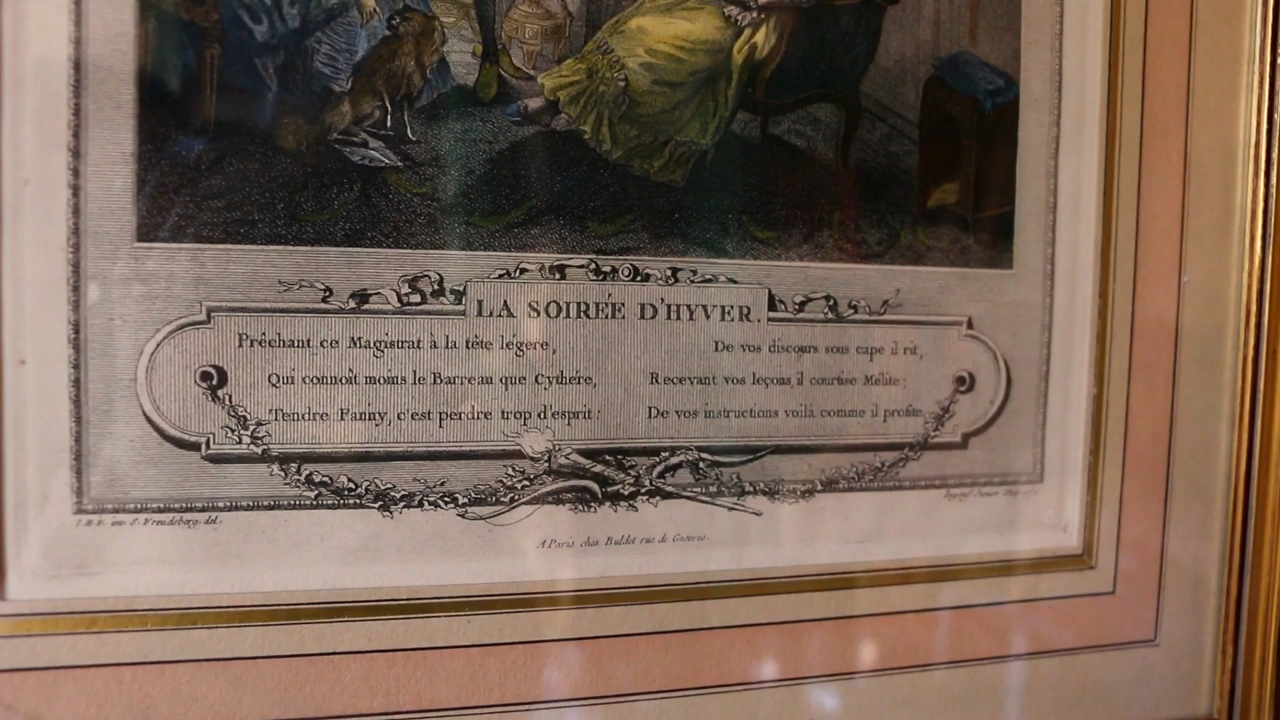 LA SOIRÉE D'HYVER.
Prêchant ce Magistrat à la tête légere,
Qui connoît moins le Barreau que Cythére,
Tendre Fanny, c'est perdre trop d'esprit:
De vos discours sous cape il rit,
Recevant vos leçons, il courtise Mélite;
De vos instructions voilà comme il profite.
S. Freudeberg. del.
A Paris chez Buldet rue de Gesvres.